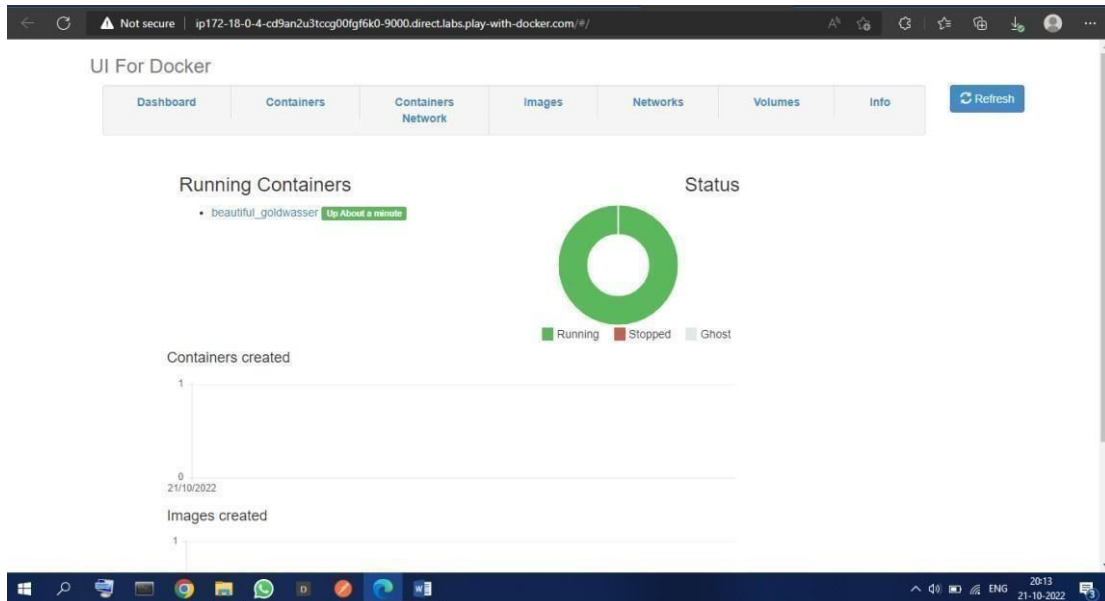 Not secure
ip172-18-0-4-cd9an2u3tccg00fgf6k0-9000.direct.labs.play-with-docker.com/#/
UI For Docker
Dashboard
Containers
Containers
Network
Images
Networks
Volumes
Info
Refresh
Running Containers
beautiful_goldwasser Up About a minute
Status
Running Stopped Ghost
Containers created
1
0
21/10/2022
Images created
1
ENG
20:13
21-10-2022